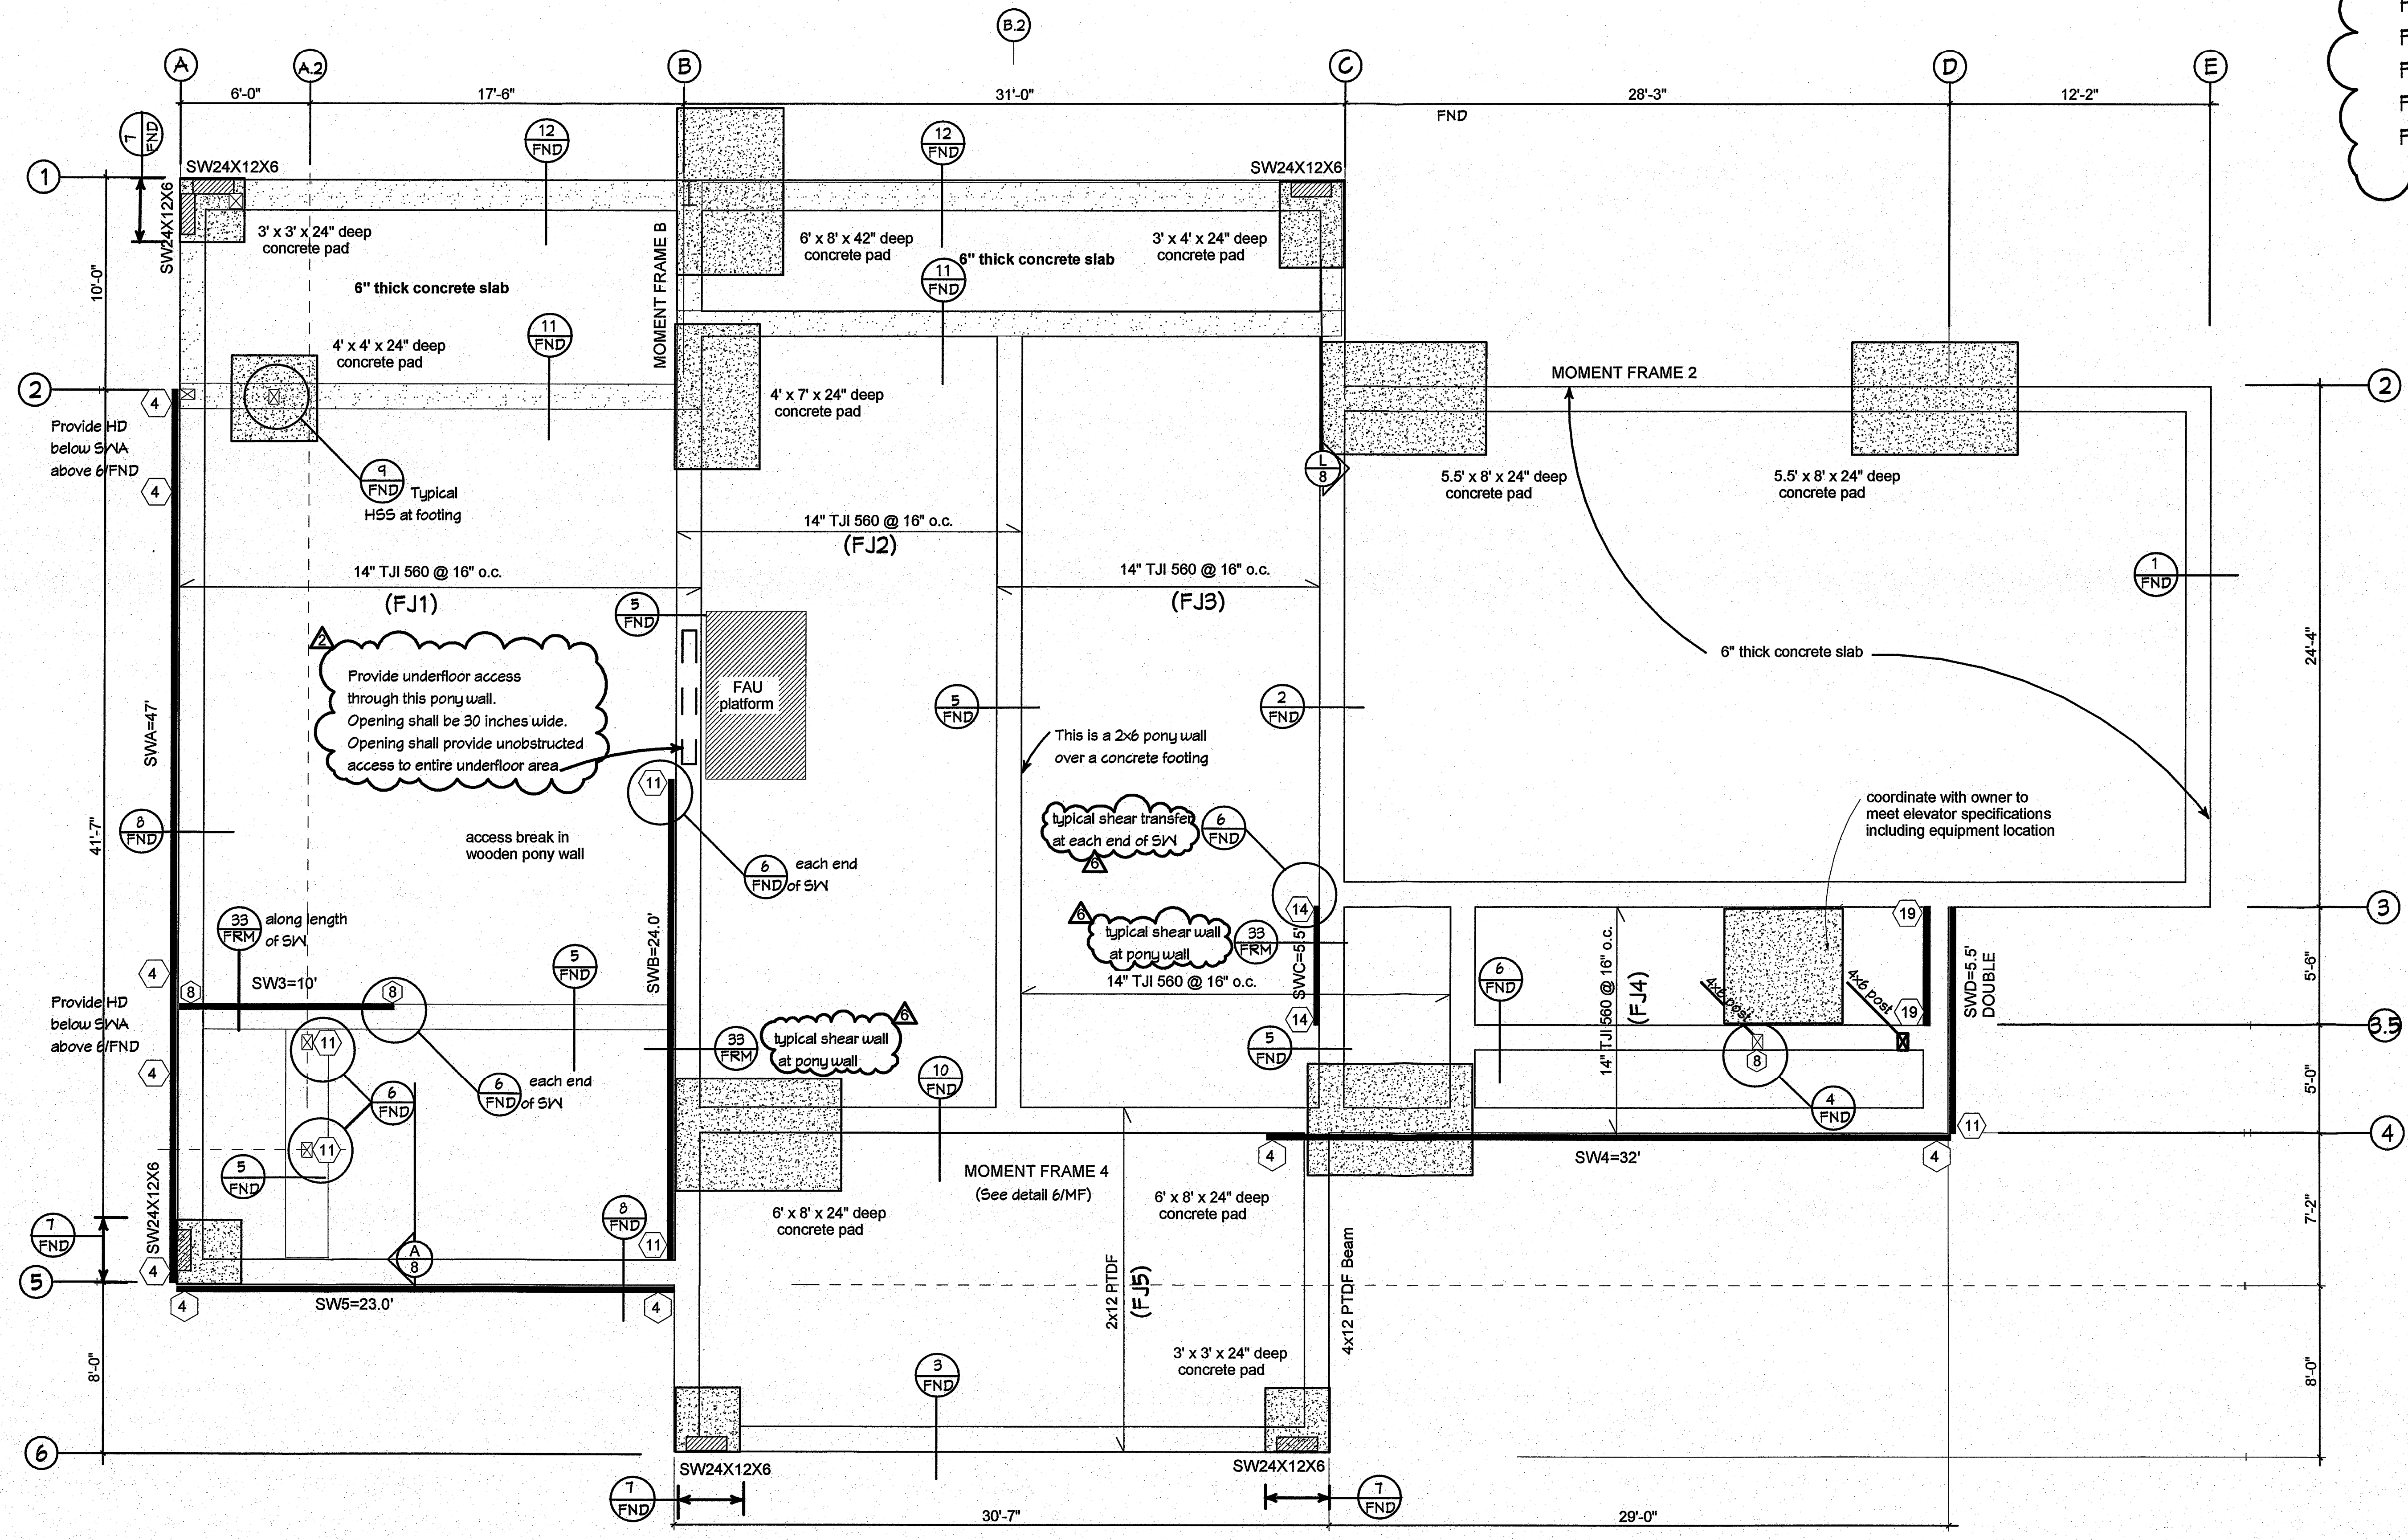 B.2
A
A.2
B
C
D
E
6'-0"
17'-6"
31'-0"
28'-3"
12'-2"
FND
F
F
F
F
F
7
FND
12
FND
12
FND
1
SW24X12X6
SW24X12X6
SW24X12X6
3' x 3' x 24" deep
concrete pad
MOMENT FRAME B
6' x 8' x 42" deep
concrete pad
3' x 4' x 24" deep
concrete pad
6" thick concrete slab
6" thick concrete slab
10'-0"
11
FND
11
FND
4' x 4' x 24" deep
concrete pad
2
4
Provide HD
below SWA
above 6/FND
4
4' x 7' x 24" deep
concrete pad
MOMENT FRAME 2
2
9
FND
Typical
HSS at footing
L
8
5.5' x 8' x 24" deep
concrete pad
5.5' x 8' x 24" deep
concrete pad
14" TJI 560 @ 16" o.c.
(FJ2)
14" TJI 560 @ 16" o.c.
(FJ1)
14" TJI 560 @ 16" o.c.
(FJ3)
1
FND
5
FND
2
Provide underfloor access
through this pony wall.
Opening shall be 30 inches wide.
Opening shall provide unobstructed
access to entire underfloor area
FAU
platform
6" thick concrete slab
24'-4"
5
FND
2
FND
SWA=47'
This is a 2x6 pony wall
over a concrete footing
11
41'-7"
8
FND
access break in
wooden pony wall
6
FND
each end
of SW
typical shear transfer
at each end of SW
6
6
FND
coordinate with owner to
meet elevator specifications
including equipment location
33
FRM
along length
of SW
SWB=24.0'
6
typical shear wall
at pony wall
33
FRM
14
SWC=5.5'
14
14" TJI 560 @ 16" o.c.
19
3
4
SW3=10'
8
8
5
FND
6
FND
14" TJI 560 @ 16" o.c.
(FJ4)
4x6 post
4x6 post
19
SWD=5.5'
DOUBLE
5'-6"
Provide HD
below SWA
above 6/FND
4
11
33
FRM
6
typical shear wall
at pony wall
5
FND
8
3.5
6
FND
6
FND
each end
of SW
10
FND
4
FND
5'-0"
11
4
11
5
FND
SW24X12X6
MOMENT FRAME 4
(See detail 6/MF)
4
4
SW4=32'
7
FND
8
FND
11
6' x 8' x 24" deep
concrete pad
6' x 8' x 24" deep
concrete pad
7'-2"
4
A
8
5
4
SW5=23.0'
4
2x12 PTDF
(FJ5)
4x12 PTDF Beam
8'-0"
3
FND
3' x 3' x 24" deep
concrete pad
8'-0"
6
SW24X12X6
SW24X12X6
7
FND
7
FND
30'-7"
29'-0"